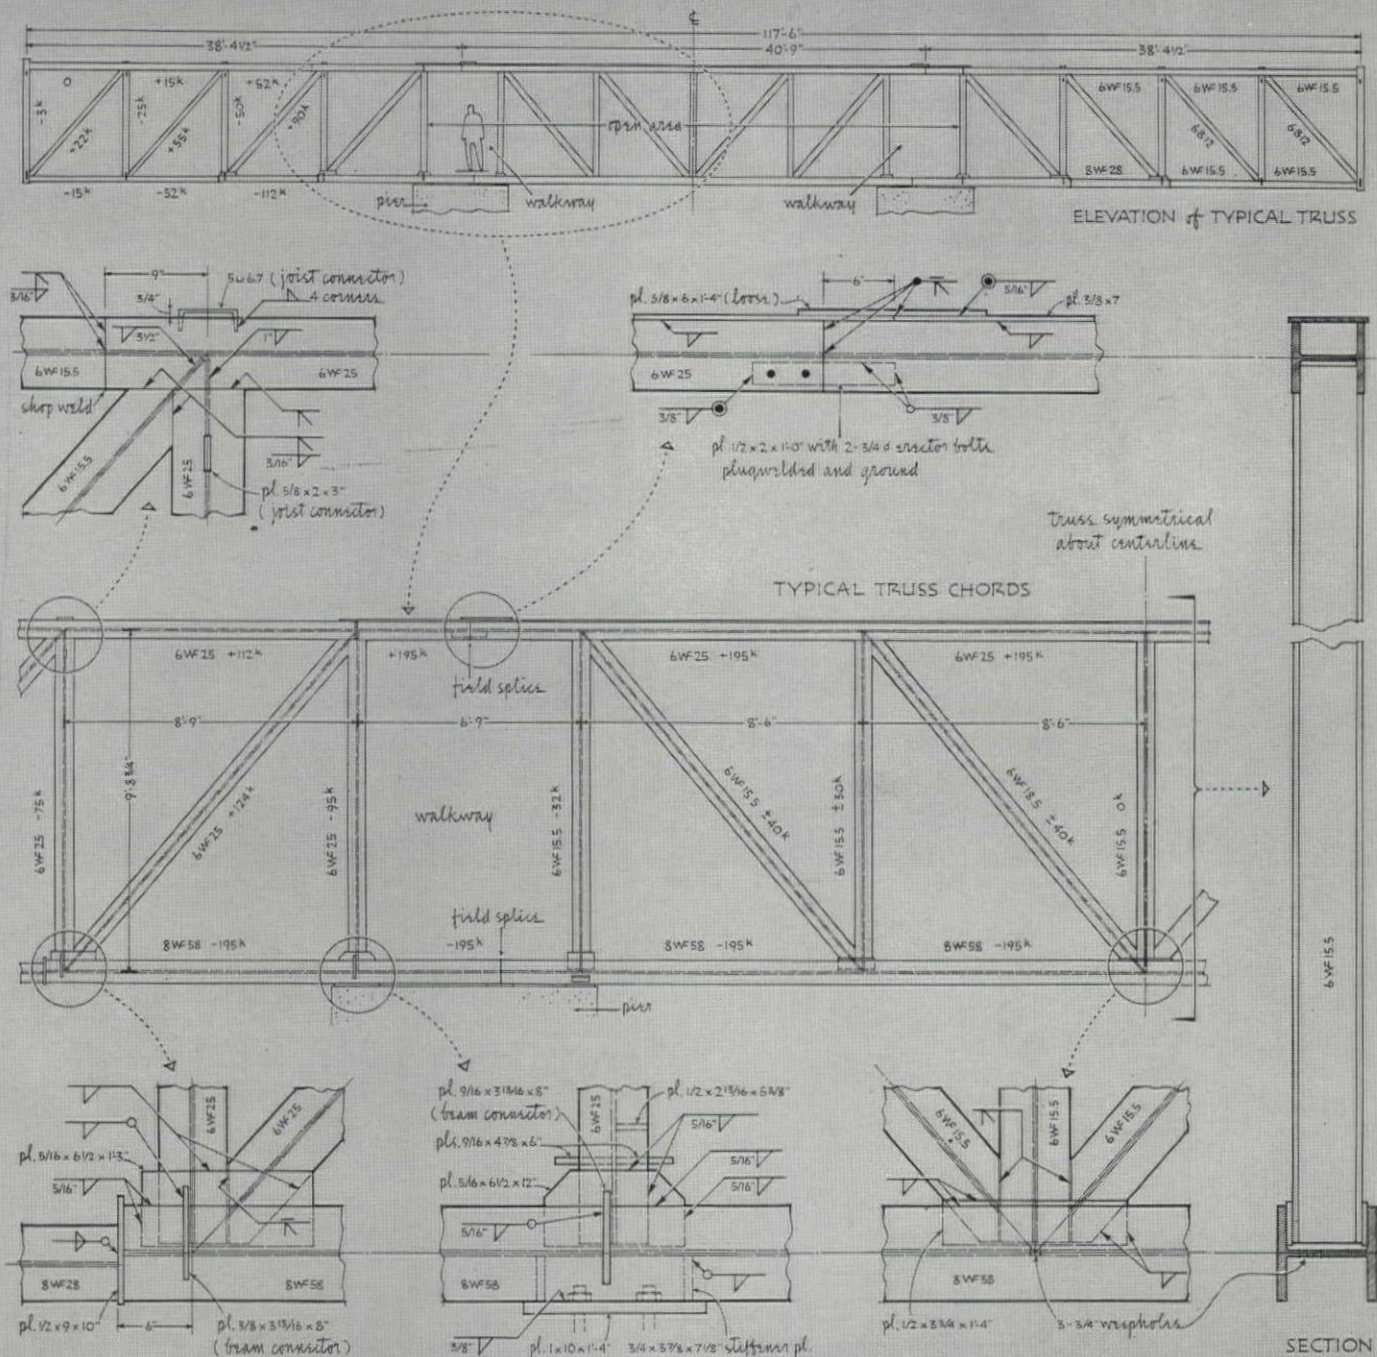 ℄
117'-6"
38'-4½"
40'-9"
38'-4½"
0
+15k
+52k
-3k
+22k
-25k
+55k
-50k
+90k
-15k
-52k
-112k
open area
pier
walkway
walkway
6WF15.5
6WF15.5
6WF15.5
6B12
6B12
8WF28
6WF15.5
6WF15.5
ELEVATION of TYPICAL TRUSS
9"
5⊔6.7 (joist connector)
4 corners
3/16"
3/4"
3½"
1"
6WF15.5
6WF25
shop weld
6WF15.5
6WF25
3/16"
pl. 5/8 x 2 x 3"
(joist connector)
6"
pl. 5/8 x 6 x 1'-4" (loose)
5/16"
pl. 3/8 x 7
6WF25
3/8"
3/8"
pl 1/2 x 2 x 1'-0" with 2-3/4 ø erector bolts
plugwelded and ground
truss symmetrical
about centerline
TYPICAL TRUSS CHORDS
6WF25 +112k
+195k
6WF25 +195k
6WF25 +195k
field splice
8'-9"
6'-9"
8'-6"
8'-6"
9'-8 3/4"
6WF25 -75k
6WF25 +124k
6WF25 -95k
walkway
6WF15.5 -32k
6WF15.5 ±40k
6WF15.5 ±30k
6WF15.5 ±40k
6WF15.5 0k
field splice
8WF58 -195k
-195k
8WF58 -195k
8WF58 -195k
pier
6WF15.5
6WF25
6WF25
pl. 5/16 x 6 1/2 x 1'-3"
5/16"
8WF28
8WF58
pl. 1/2 x 9 x 10"
6"
pl. 3/8 x 3 13/16 x 8"
(beam connector)
pl. 9/16 x 3 13/16 x 8"
(beam connector)
6WF25
pl. 1/2 x 2 13/16 x 5 3/8"
pls. 9/16 x 4 7/8 x 6"
5/16"
pl. 5/16 x 6 1/2 x 12"
5/16"
5/16"
5/16"
8WF58
3/8"
pl. 1 x 10 x 1'-4"
3/4 x 3 7/8 x 7 1/8" stiffener pl.
6WF15.5
6WF15.5
6WF15.5
8WF58
pl. 1/2 x 3 3/4 x 1'-4"
3-3/4" weepholes
SECTION